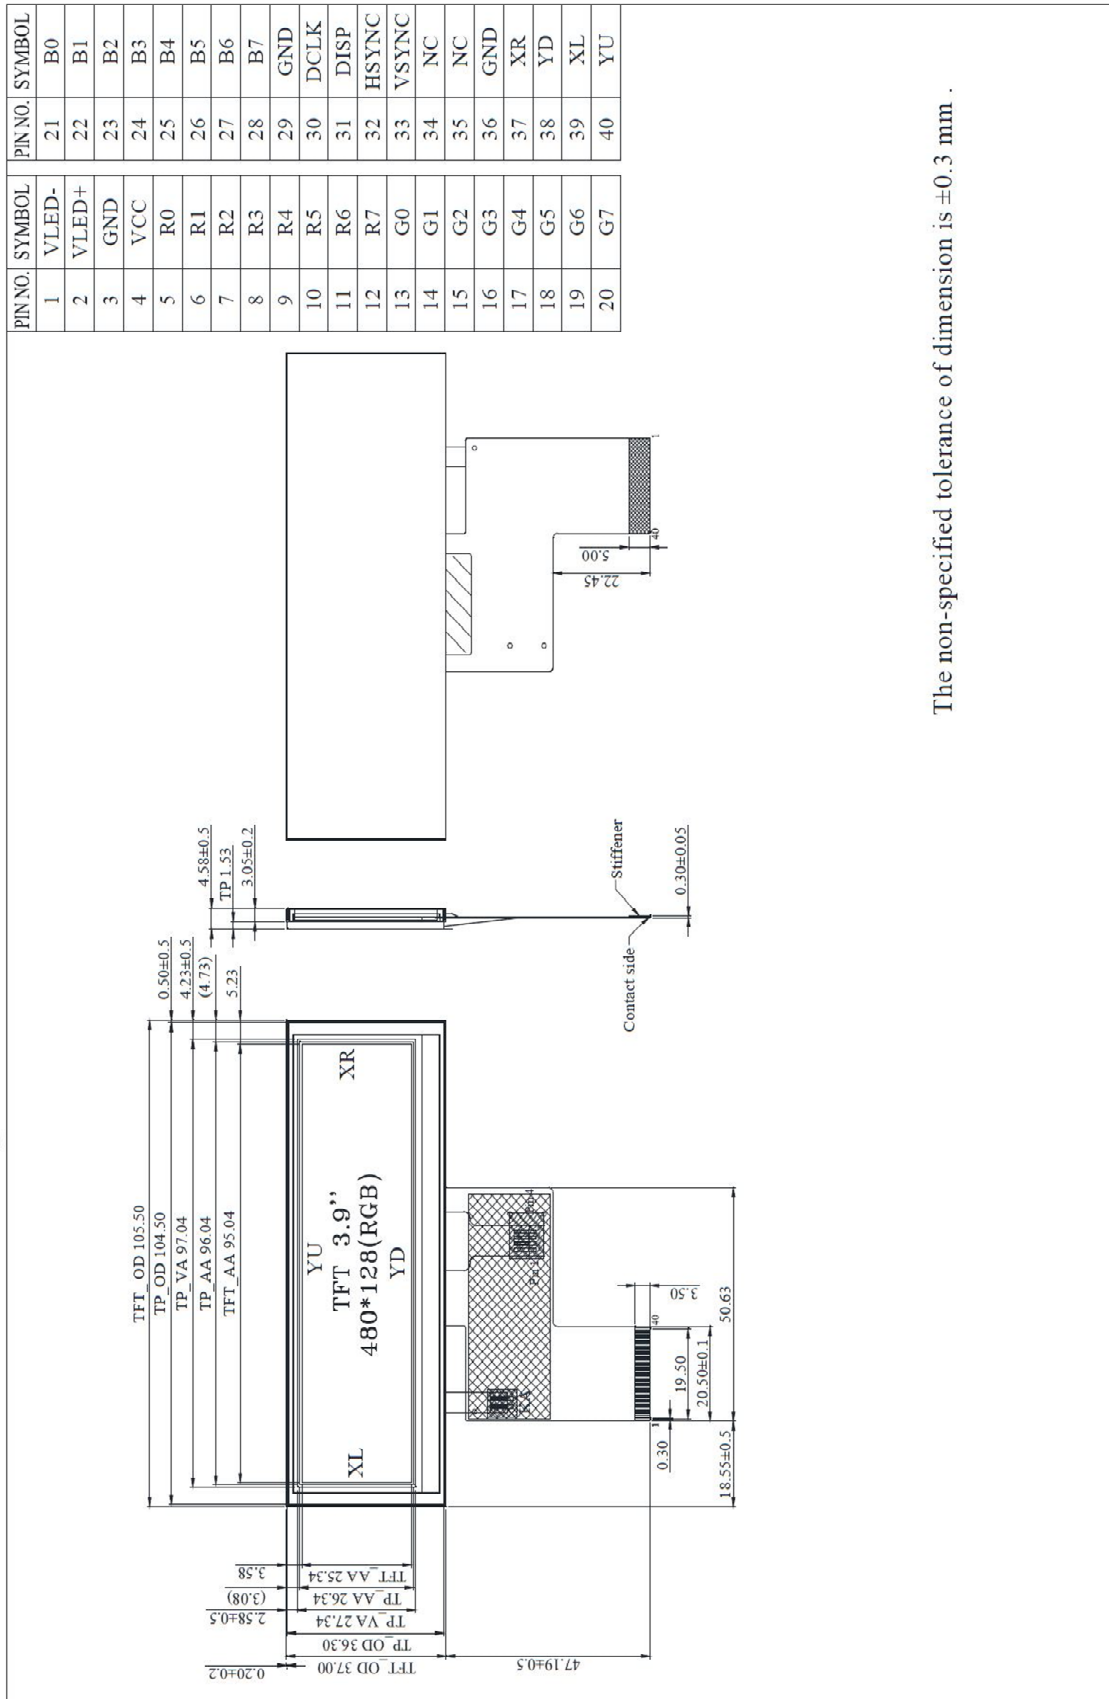 TFT_OD 105.50
TP_OD 104.50
TP_VA 97.04
TP_AA 96.04
TFT_AA 95.04
0.50±0.5
4.23±0.5
(4.73)
5.23
4.58±0.5
TP 1.53
3.05±0.2
0.20±0.2
2.58±0.5
(3.08)
3.58
TFT_OD 37.00
TP_OD 36.30
TP_VA 27.34
TP_AA 26.34
TFT_AA 25.34
47.19±0.5
YU
TFT 3.9’’
XL
XR
480*128(RGB)
YD
KA
3.50
1
40
0.30
19.50
20.50±0.1
18.55±0.5
50.63
Stiffener
Contact side
0.30±0.05
5.00
22.45
40
1
PIN NO. SYMBOL
1 VLED-
2 VLED+
3 GND
4 VCC
5 R0
6 R1
7 R2
8 R3
9 R4
10 R5
11 R6
12 R7
13 G0
14 G1
15 G2
16 G3
17 G4
18 G5
19 G6
20 G7
PIN NO. SYMBOL
21 B0
22 B1
23 B2
24 B3
25 B4
26 B5
27 B6
28 B7
29 GND
30 DCLK
31 DISP
32 HSYNC
33 VSYNC
34 NC
35 NC
36 GND
37 XR
38 YD
39 XL
40 YU
The non-specified tolerance of dimension is ±0.3 mm .